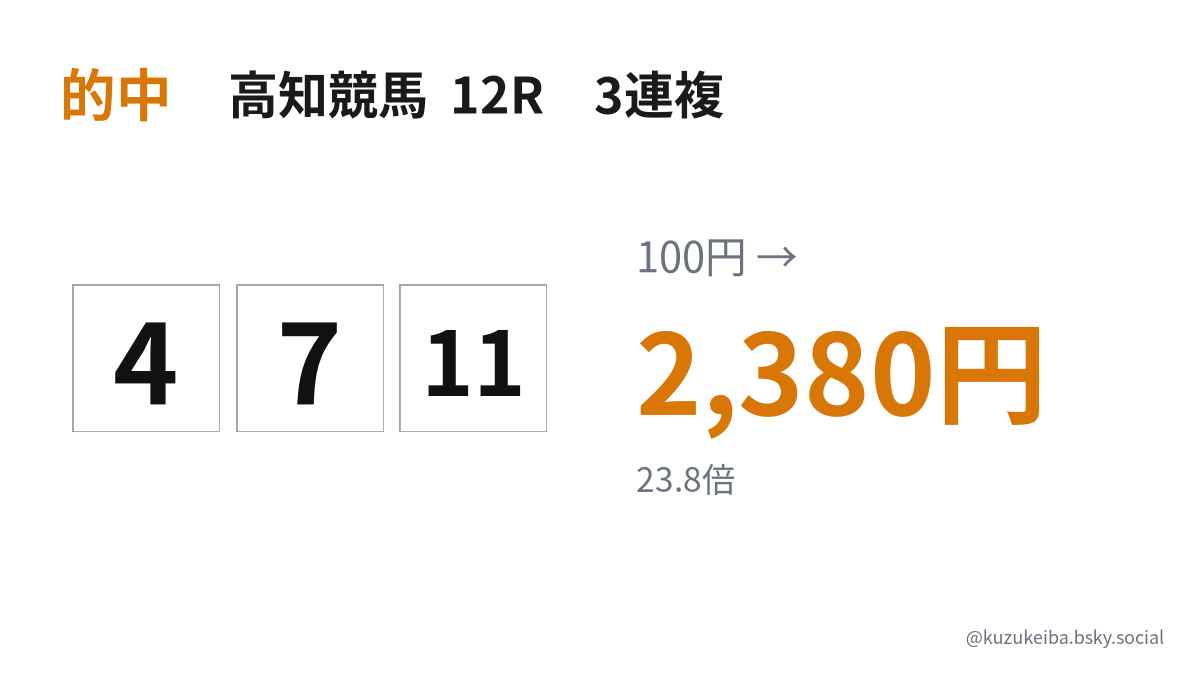 的中 高知競馬 12R 3連複
4 7 11
100円 →
2,380円
23.8倍
@kuzukeiba.bsky.social